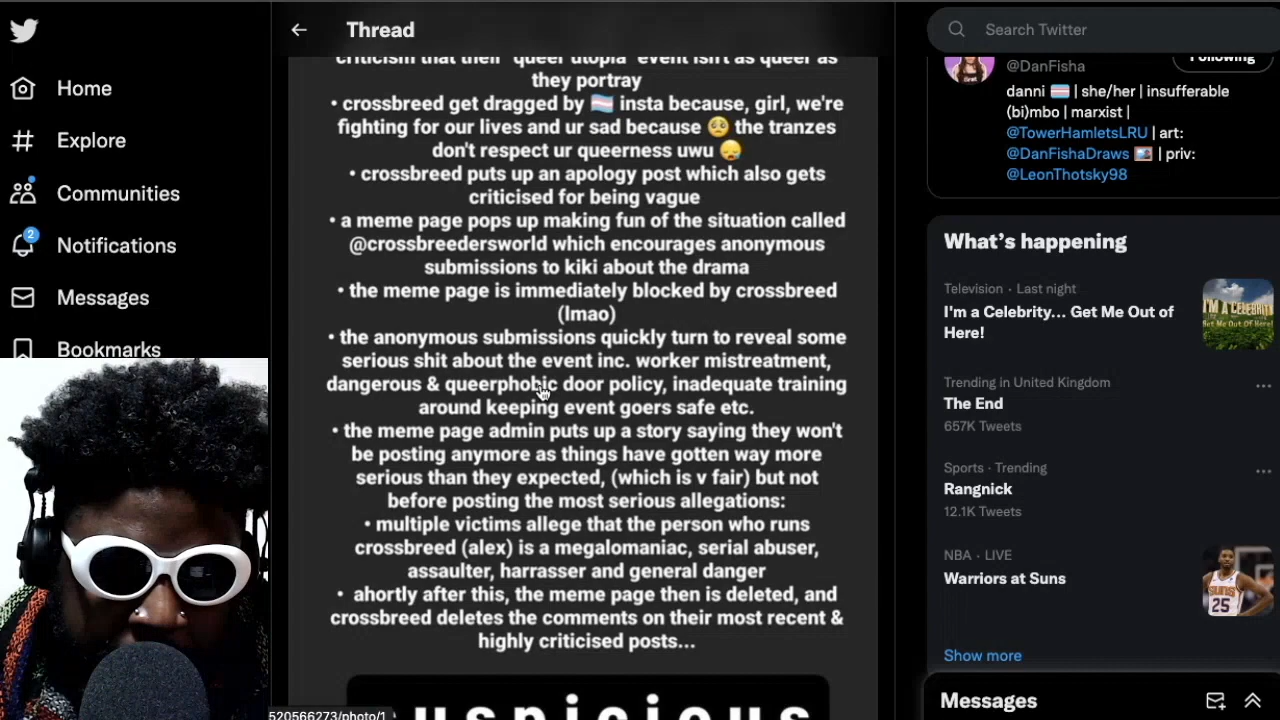 Home
Explore
Communities
2
Notifications
Messages
Bookmarks
Thread
criticism that their "queer utopia" event isn't as queer as
they portray
• crossbreed get dragged by 🏳️‍⚧️ insta because, girl, we're
fighting for our lives and ur sad because 🥺 the tranzes
don't respect ur queerness uwu 😪
• crossbreed puts up an apology post which also gets
criticised for being vague
• a meme page pops up making fun of the situation called
@crossbreedersworld which encourages anonymous
submissions to kiki about the drama
• the meme page is immediately blocked by crossbreed
(lmao)
• the anonymous submissions quickly turn to reveal some
serious shit about the event inc. worker mistreatment,
dangerous & queerphobic door policy, inadequate training
around keeping event goers safe etc.
• the meme page admin puts up a story saying they won't
be posting anymore as things have gotten way more
serious than they expected, (which is v fair) but not
before posting the most serious allegations:
• multiple victims allege that the person who runs
crossbreed (alex) is a megalomaniac, serial abuser,
assaulter, harrasser and general danger
• ahortly after this, the meme page then is deleted, and
crossbreed deletes the comments on their most recent &
highly criticised posts...
uspicious
520566273/photo/1
Search Twitter
@DanFisha
Following
danni 🏳️‍⚧️ | she/her | insufferable
(bi)mbo | marxist |
@TowerHamletsLRU | art:
@DanFishaDraws 🖼️ | priv:
@LeonThotsky98
What's happening
Television · Last night
I'm a Celebrity... Get Me Out of
Here!
I'M A CELEBRITY
GET ME OUT OF HERE!
Trending in United Kingdom
The End
657K Tweets
Sports · Trending
Rangnick
12.1K Tweets
NBA · LIVE
Warriors at Suns
SUNS
25
Show more
Messages